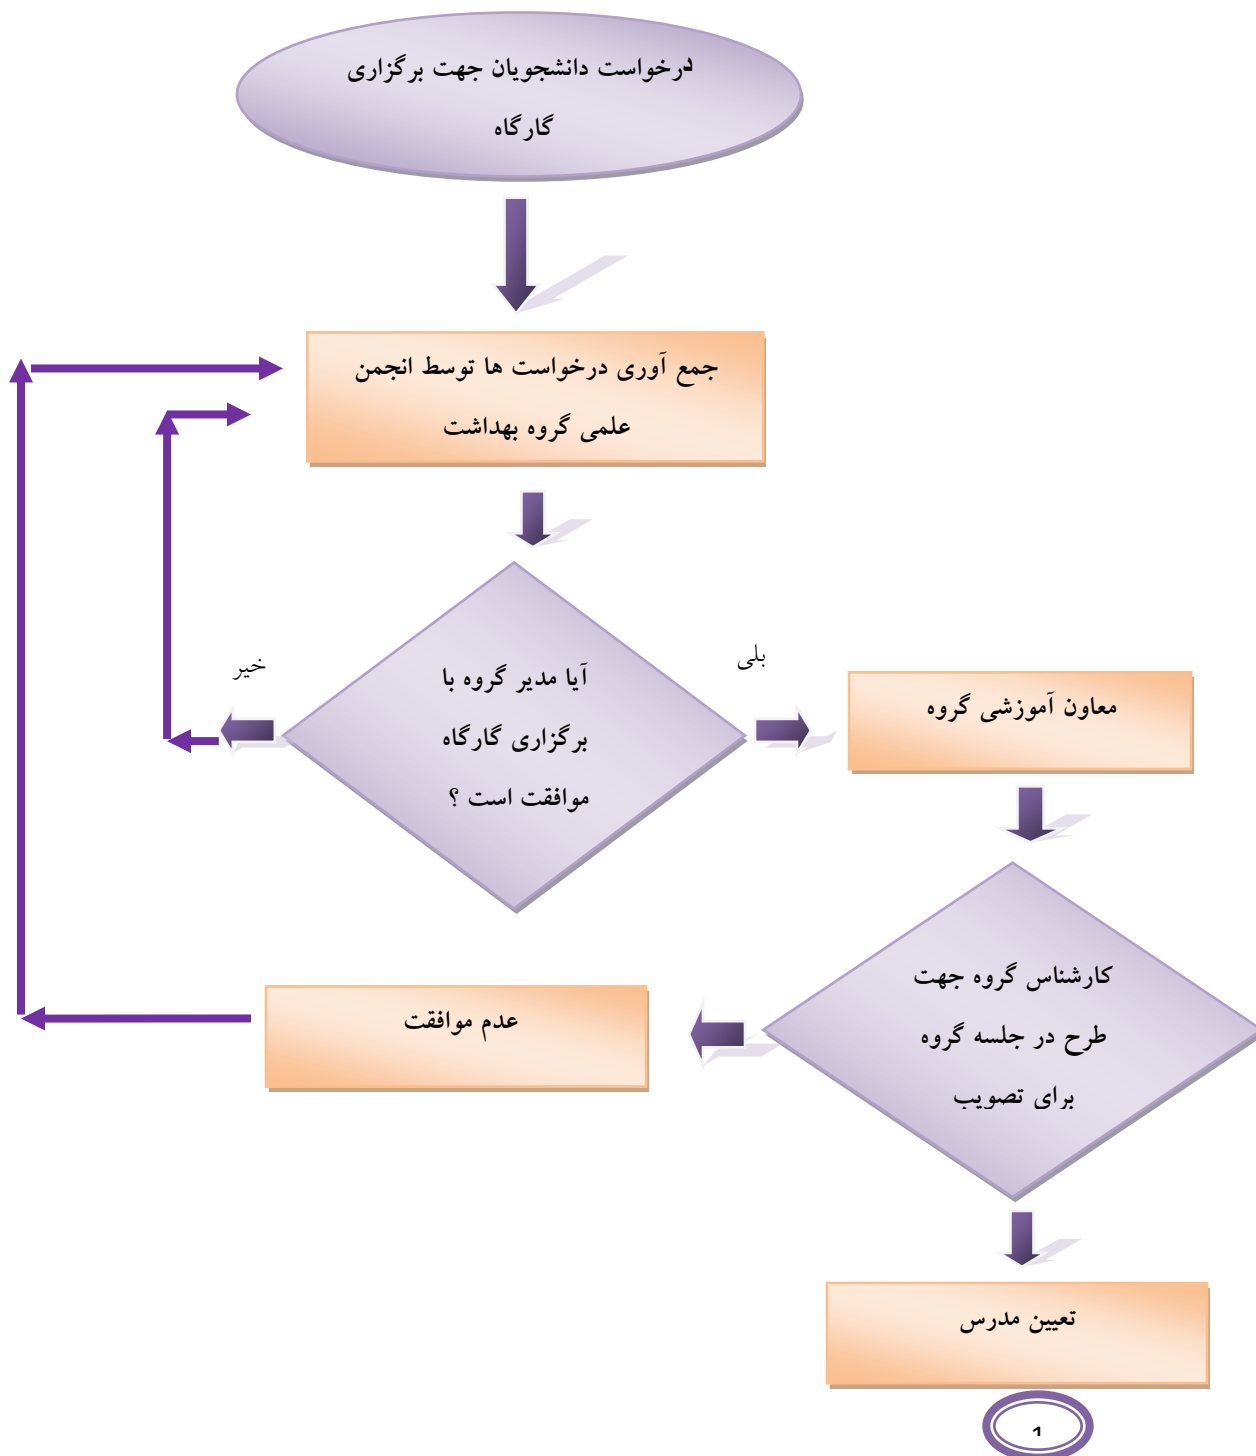 درخواست دانشجویان جهت برگزاری
گارگاه
جمع آوری درخواست ها توسط انجمن
علمی گروه بهداشت
آیا مدیر گروه با
برگزاری گارگاه
موافقت است ؟
خیر
بلی
معاون آموزشی گروه
کارشناس گروه جهت
طرح در جلسه گروه
برای تصویب
عدم موافقت
تعیین مدرس
1